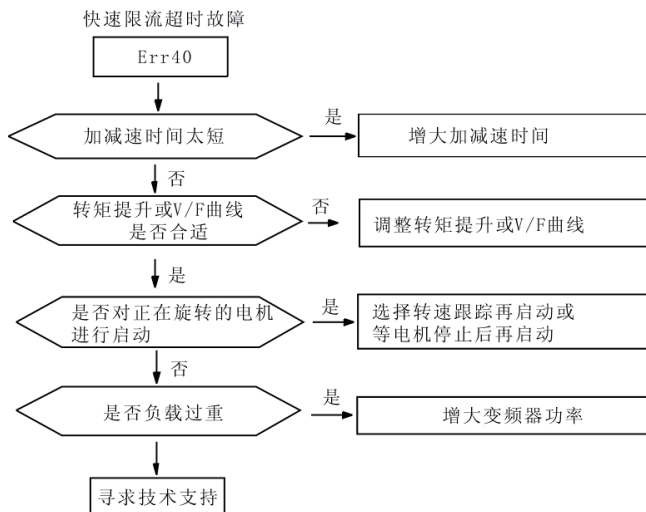 快速限流超时故障
Err40
加减速时间太短
是
增大加减速时间
否
转矩提升或V/F曲线
是否合适
否
调整转矩提升或V/F曲线
是
是否对正在旋转的电机
进行启动
是
选择转速跟踪再启动或
等电机停止后再启动
否
是否负载过重
是
增大变频器功率
寻求技术支持